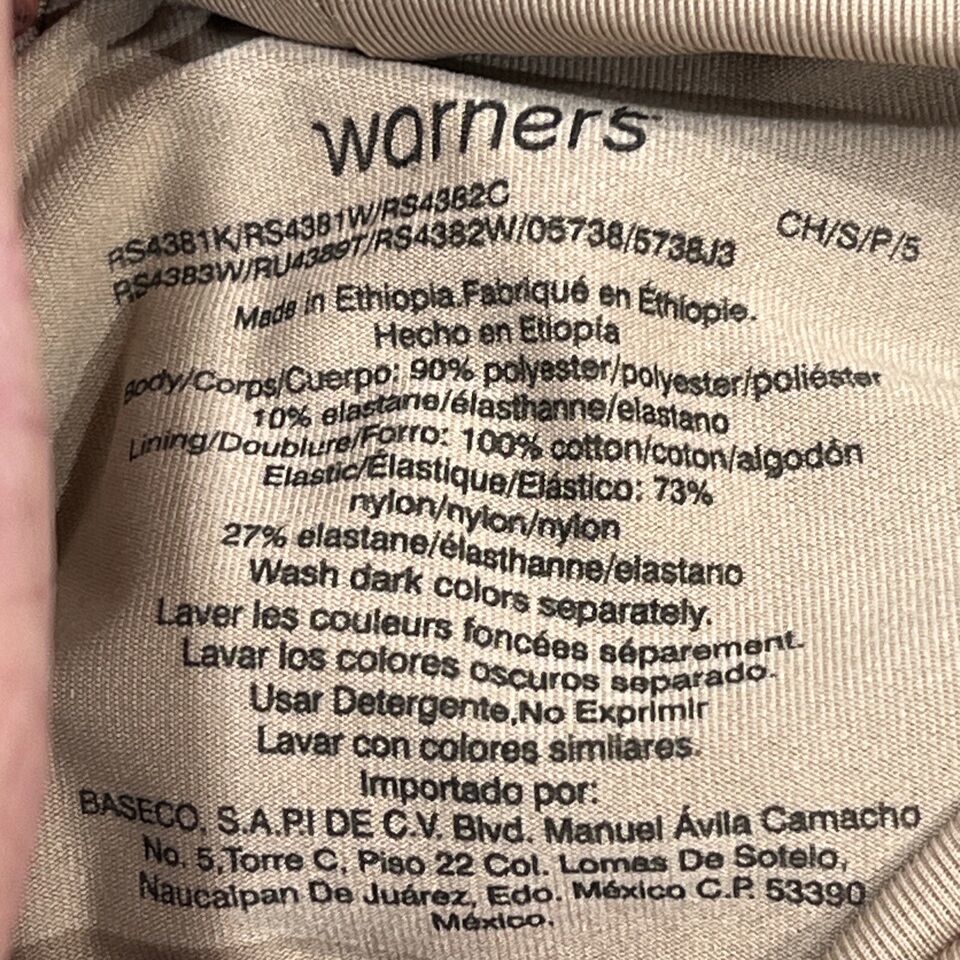 warners
RS4381K/RS4381W/RS4382C
RS4383W/RU4389T/RS4382W/05738/5738J3
CH/S/P/5
Made in Ethiopia.Fabriqué en Éthiopie.
Hecho en Etiopía
Body/Corps/Cuerpo: 90% polyester/polyester/poliéster
10% elastane/élasthanne/elastano
Lining/Doublure/Forro: 100% cotton/coton/algodón
Elastic/Élastique/Elástico: 73%
nylon/nylon/nylon
27% elastane/élasthanne/elastano
Wash dark colors separately.
Laver les couleurs foncées séparement.
Lavar los colores oscuros separado.
Usar Detergente,No Exprimir
Lavar con colores similares.
Importado por:
BASECO, S.A.P.I DE C.V. Blvd. Manuel Ávila Camacho
No. 5,Torre C, Piso 22 Col. Lomas De Sotelo,
Naucalpan De Juárez, Edo. México C.P. 53390
México.